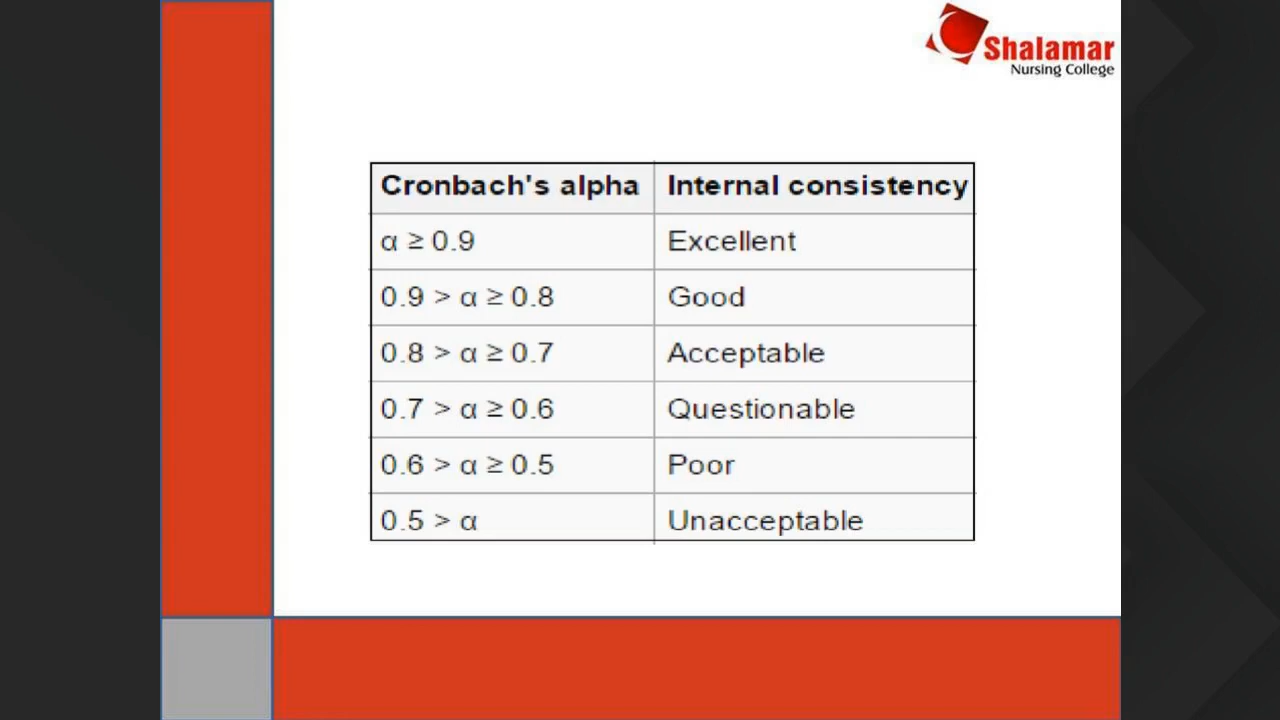 Shalamar
Nursing College
Cronbach's alpha Internal consistency
α ≥ 0.9 Excellent
0.9 > α ≥ 0.8 Good
0.8 > α ≥ 0.7 Acceptable
0.7 > α ≥ 0.6 Questionable
0.6 > α ≥ 0.5 Poor
0.5 > α Unacceptable